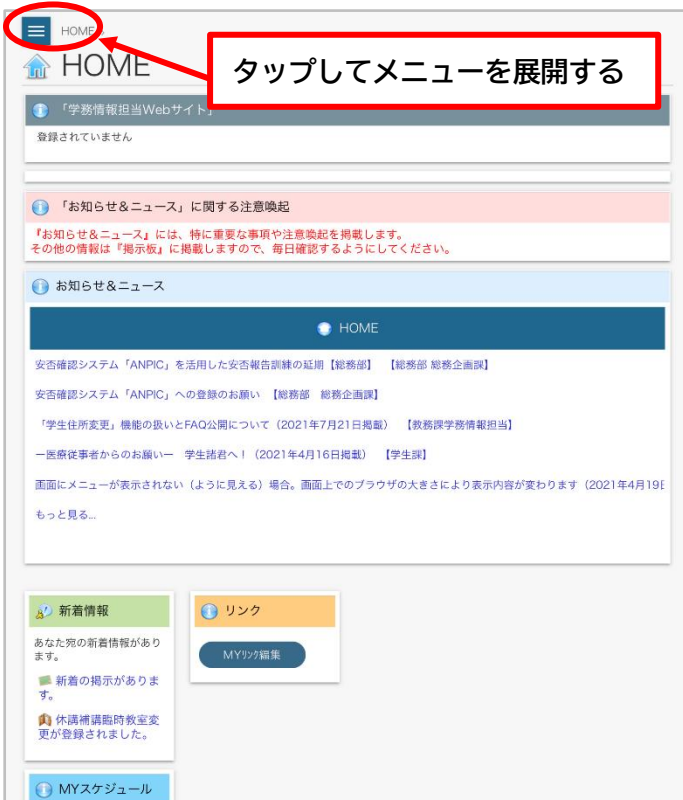 HOME
HOME
タップしてメニューを展開する
「学務情報担当Webサイト」
登録されていません
「お知らせ＆ニュース」に関する注意喚起
『お知らせ＆ニュース』には、特に重要な事項や注意喚起を掲載します。
その他の情報は『掲示板』に掲載しますので、毎日確認するようにしてください。
お知らせ＆ニュース
HOME
安否確認システム「ANPIC」を活用した安否報告訓練の延期【総務部】 【総務部 総務企画課】
安否確認システム「ANPIC」への登録のお願い 【総務部 総務企画課】
「学生住所変更」機能の扱いとFAQ公開について（2021年7月21日掲載） 【教務課学務情報担当】
ー医療従事者からのお願いー 学生諸君へ！（2021年4月16日掲載） 【学生課】
画面にメニューが表示されない（ように見える）場合。画面上でのブラウザの大きさにより表示内容が変わります（2021年4月19日
もっと見る...
新着情報
あなた宛の新着情報があり
ます。
新着の掲示がありま
す。
休講補講臨時教室変
更が登録されました。
リンク
MYﾘﾝｸ編集
MYスケジュール